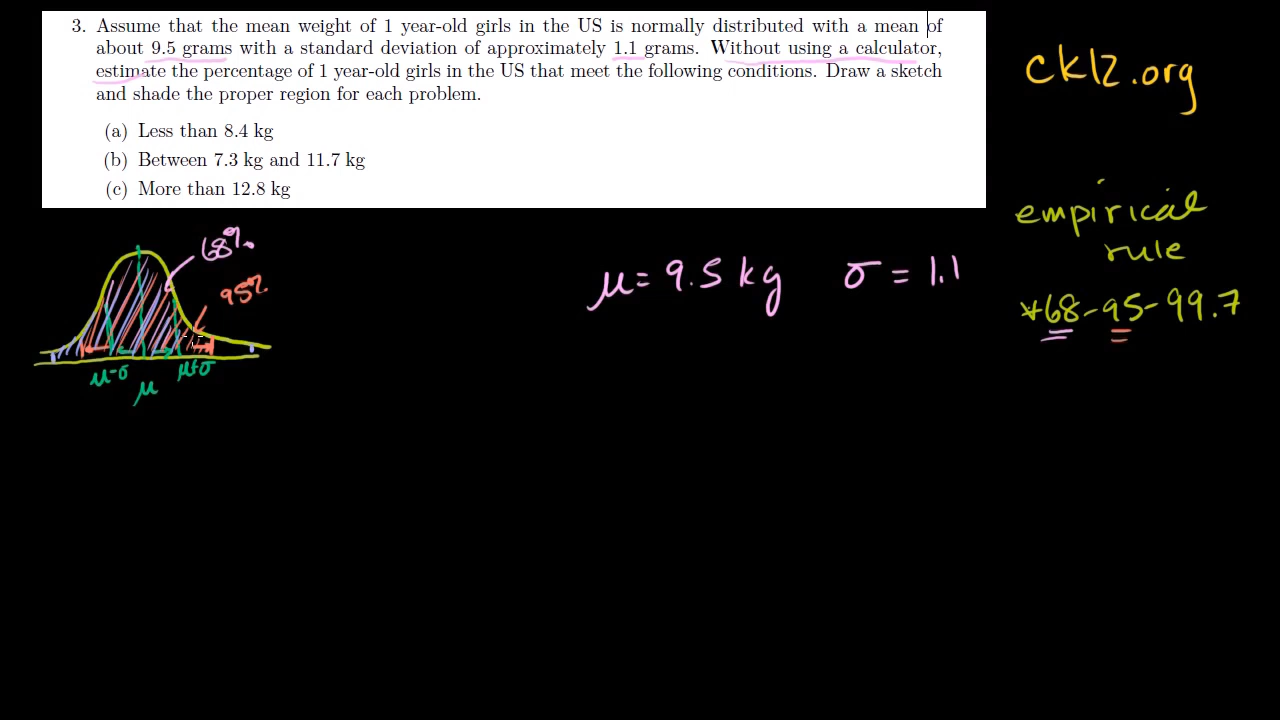 3. Assume that the mean weight of 1 year-old girls in the US is normally distributed with a mean of
about 9.5 grams with a standard deviation of approximately 1.1 grams. Without using a calculator,
estimate the percentage of 1 year-old girls in the US that meet the following conditions. Draw a sketch
and shade the proper region for each problem.
(a) Less than 8.4 kg
(b) Between 7.3 kg and 11.7 kg
(c) More than 12.8 kg
ck12.org
empirical
rule
*68-95-99.7
μ = 9.5 kg σ = 1.1
68%
95%
μ-σ μ μ+σ